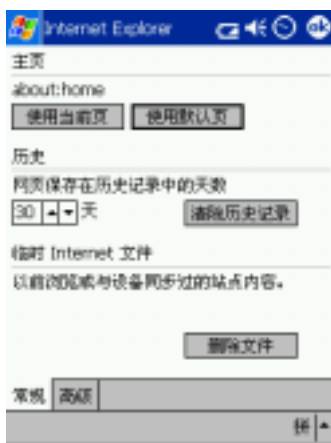 Internet Explorer
ok
主页
about:home
使用当前页 使用默认页
历史
网页保存在历史记录中的天数
30 天 清除历史记录
临时 Internet 文件
以前浏览或与设备同步过的站点内容。
删除文件
常规 高级
拼